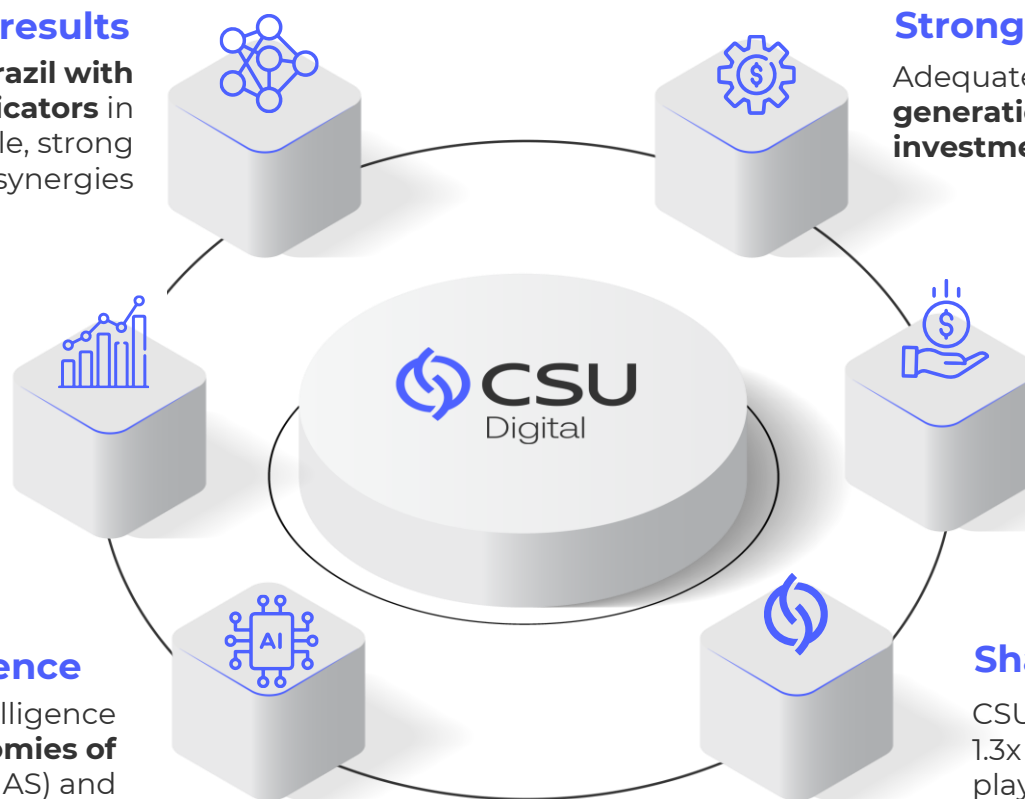 results
razil with
icators in
le, strong
synergies
Strong
Adequate
generatio
investme
$
$
CSU
Digital
AI
ence
lligence
omies of
AS) and
Sha
CSU
1.3x
play